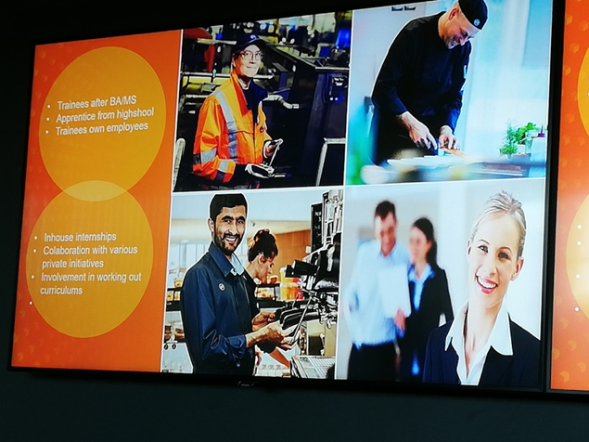 • Trainees after BA/MS
• Apprentice from highshool
• Trainees own employees
• Inhouse internships
• Colaboration with various
private initiatives
• Involvement in working out
curriculums